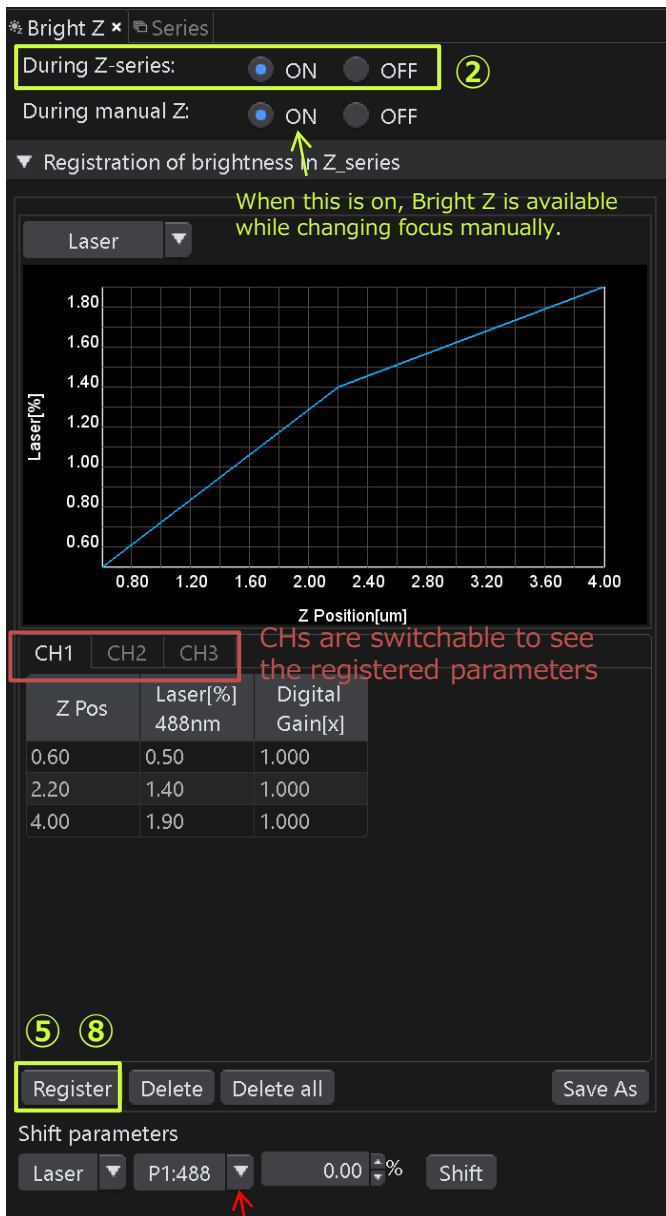 Bright Z × Series
During Z-series: ON OFF ②
During manual Z: ON OFF
▼ Registration of brightness in Z_series
When this is on, Bright Z is available
while changing focus manually.
Laser ▼
1.80
1.60
1.40
1.20
1.00
0.80
0.60
Laser[%]
0.80 1.20 1.60 2.00 2.40 2.80 3.20 3.60 4.00
Z Position[um]
CHs are switchable to see
the registered parameters
CH1 CH2 CH3
Z Pos Laser[%] 488nm Digital Gain[x]
0.60 0.50 1.000
2.20 1.40 1.000
4.00 1.90 1.000
⑤ ⑧
Register Delete Delete all Save As
Shift parameters
Laser ▼ P1:488 ▼ 0.00 % Shift